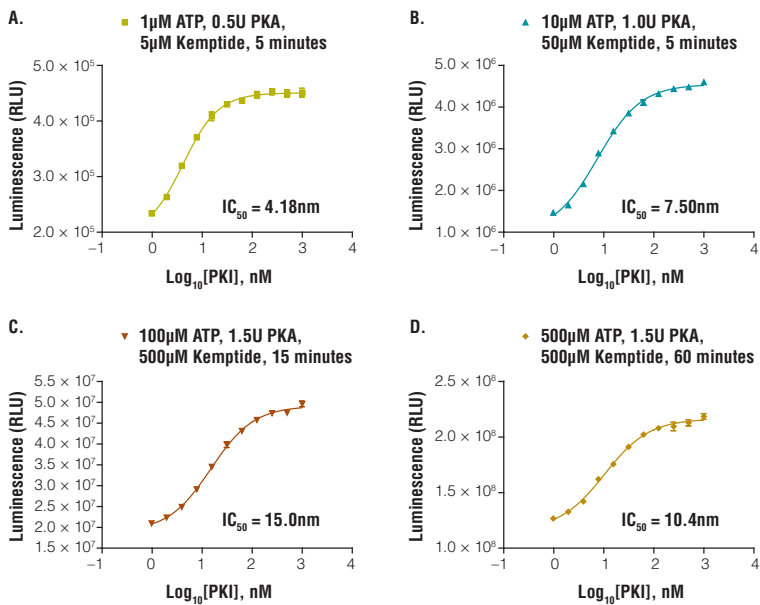 A.
1µM ATP, 0.5U PKA,
5µM Kemptide, 5 minutes
Luminescence (RLU)
5.0 × 10⁵
4.0 × 10⁵
3.0 × 10⁵
2.0 × 10⁵
IC₅₀ = 4.18nm
–1 0 1 2 3 4
Log₁₀[PKI], nM
B.
10µM ATP, 1.0U PKA,
50µM Kemptide, 5 minutes
Luminescence (RLU)
5.0 × 10⁶
4.0 × 10⁶
3.0 × 10⁶
2.0 × 10⁶
1.0 × 10⁶
IC₅₀ = 7.50nm
–1 0 1 2 3 4
Log₁₀[PKI], nM
C.
100µM ATP, 1.5U PKA,
500µM Kemptide, 15 minutes
Luminescence (RLU)
5.5 × 10⁷
5.0 × 10⁷
4.5 × 10⁷
4.0 × 10⁷
3.5 × 10⁷
3.0 × 10⁷
2.5 × 10⁷
2.0 × 10⁷
1.5 × 10⁷
IC₅₀ = 15.0nm
–1 0 1 2 3 4
Log₁₀[PKI], nM
D.
500µM ATP, 1.5U PKA,
500µM Kemptide, 60 minutes
Luminescence (RLU)
2.5 × 10⁸
2.0 × 10⁸
1.5 × 10⁸
1.0 × 10⁸
IC₅₀ = 10.4nm
–1 0 1 2 3 4
Log₁₀[PKI], nM